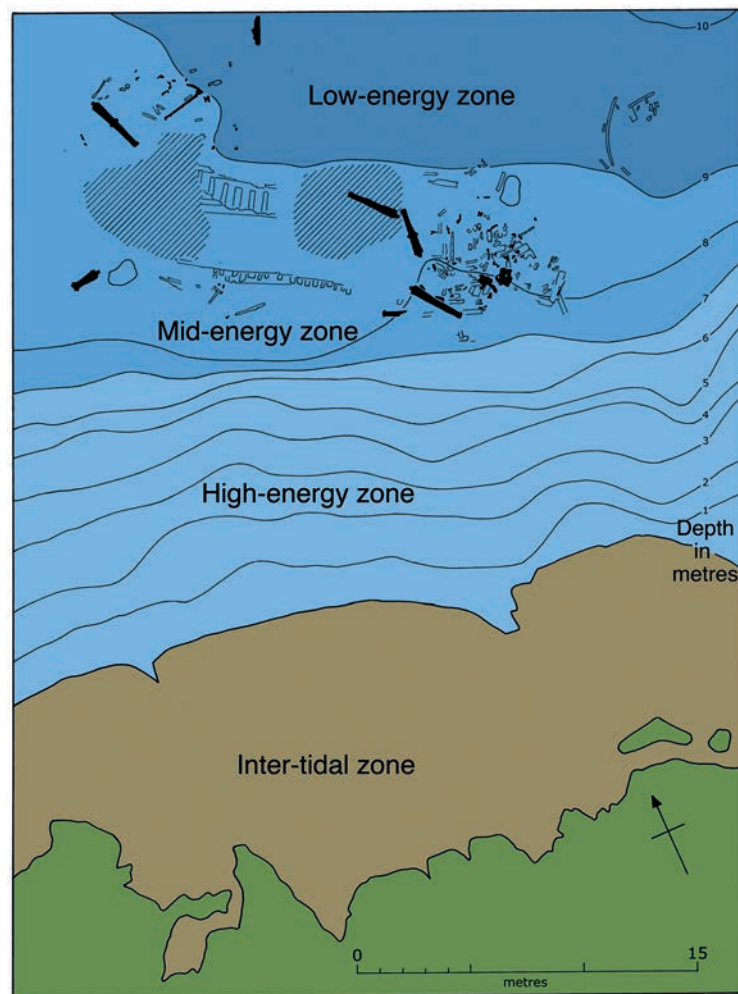 10
Low-energy zone
9
8
7
Mid-energy zone
6
5
4
3
High-energy zone
2
1
Depth
in
metres
Inter-tidal zone
0
15
metres